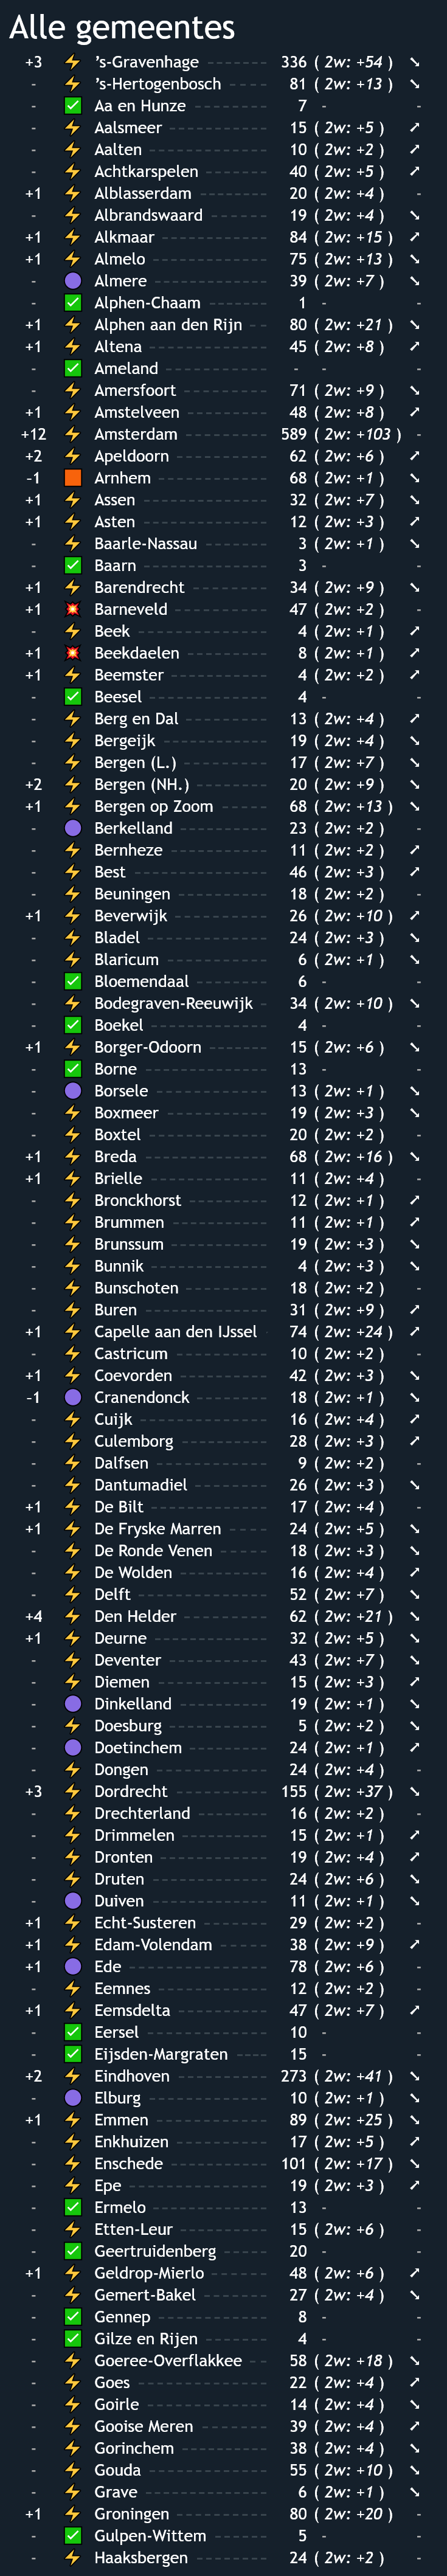 Alle gemeentes
+3 ⚡ ’s-Gravenhage 336 ( 2w: +54 ) ➘
- ⚡ ’s-Hertogenbosch 81 ( 2w: +13 ) ➘
- ✅ Aa en Hunze 7 - -
- ⚡ Aalsmeer 15 ( 2w: +5 ) ➚
- ⚡ Aalten 10 ( 2w: +2 ) ➚
- ⚡ Achtkarspelen 40 ( 2w: +5 ) ➚
+1 ⚡ Alblasserdam 20 ( 2w: +4 ) -
- ⚡ Albrandswaard 19 ( 2w: +4 ) ➘
+1 ⚡ Alkmaar 84 ( 2w: +15 ) ➚
+1 ⚡ Almelo 75 ( 2w: +13 ) ➘
- 🟣 Almere 39 ( 2w: +7 ) ➘
- ✅ Alphen-Chaam 1 - -
+1 ⚡ Alphen aan den Rijn 80 ( 2w: +21 ) ➘
+1 ⚡ Altena 45 ( 2w: +8 ) ➚
- ✅ Ameland - - -
- ⚡ Amersfoort 71 ( 2w: +9 ) ➘
+1 ⚡ Amstelveen 48 ( 2w: +8 ) ➚
+12 ⚡ Amsterdam 589 ( 2w: +103 ) -
+2 ⚡ Apeldoorn 62 ( 2w: +6 ) ➚
-1 🟧 Arnhem 68 ( 2w: +1 ) ➘
+1 ⚡ Assen 32 ( 2w: +7 ) ➘
+1 ⚡ Asten 12 ( 2w: +3 ) ➚
- ⚡ Baarle-Nassau 3 ( 2w: +1 ) ➘
- ✅ Baarn 3 - -
+1 ⚡ Barendrecht 34 ( 2w: +9 ) ➘
+1 💥 Barneveld 47 ( 2w: +2 ) -
- ⚡ Beek 4 ( 2w: +1 ) ➚
+1 💥 Beekdaelen 8 ( 2w: +1 ) ➚
+1 ⚡ Beemster 4 ( 2w: +2 ) ➚
- ✅ Beesel 4 - -
- ⚡ Berg en Dal 13 ( 2w: +4 ) ➚
- ⚡ Bergeijk 19 ( 2w: +4 ) ➘
- ⚡ Bergen (L.) 17 ( 2w: +7 ) ➘
+2 ⚡ Bergen (NH.) 20 ( 2w: +9 ) ➘
+1 ⚡ Bergen op Zoom 68 ( 2w: +13 ) ➘
- 🟣 Berkelland 23 ( 2w: +2 ) -
- ⚡ Bernheze 11 ( 2w: +2 ) ➚
- ⚡ Best 46 ( 2w: +3 ) ➚
- ⚡ Beuningen 18 ( 2w: +2 ) -
+1 ⚡ Beverwijk 26 ( 2w: +10 ) ➚
- ⚡ Bladel 24 ( 2w: +3 ) ➘
- ⚡ Blaricum 6 ( 2w: +1 ) ➘
- ✅ Bloemendaal 6 - -
- ⚡ Bodegraven-Reeuwijk 34 ( 2w: +10 ) ➘
- ✅ Boekel 4 - -
+1 ⚡ Borger-Odoorn 15 ( 2w: +6 ) ➘
- ✅ Borne 13 - -
- 🟣 Borsele 13 ( 2w: +1 ) ➘
- ⚡ Boxmeer 19 ( 2w: +3 ) ➘
- ⚡ Boxtel 20 ( 2w: +2 ) -
+1 ⚡ Breda 68 ( 2w: +16 ) ➘
+1 ⚡ Brielle 11 ( 2w: +4 ) -
- ⚡ Bronckhorst 12 ( 2w: +1 ) ➚
- ⚡ Brummen 11 ( 2w: +1 ) ➚
- ⚡ Brunssum 19 ( 2w: +3 ) ➘
- ⚡ Bunnik 4 ( 2w: +3 ) ➘
- ⚡ Bunschoten 18 ( 2w: +2 ) -
- ⚡ Buren 31 ( 2w: +9 ) ➚
+1 ⚡ Capelle aan den IJssel 74 ( 2w: +24 ) ➚
- ⚡ Castricum 10 ( 2w: +2 ) -
+1 ⚡ Coevorden 42 ( 2w: +3 ) ➘
-1 🟣 Cranendonck 18 ( 2w: +1 ) ➘
- ⚡ Cuijk 16 ( 2w: +4 ) ➚
- ⚡ Culemborg 28 ( 2w: +3 ) ➚
- ⚡ Dalfsen 9 ( 2w: +2 ) -
- ⚡ Dantumadiel 26 ( 2w: +3 ) ➘
+1 ⚡ De Bilt 17 ( 2w: +4 ) -
+1 ⚡ De Fryske Marren 24 ( 2w: +5 ) ➘
- ⚡ De Ronde Venen 18 ( 2w: +3 ) ➘
- ⚡ De Wolden 16 ( 2w: +4 ) ➚
- ⚡ Delft 52 ( 2w: +7 ) ➘
+4 ⚡ Den Helder 62 ( 2w: +21 ) ➘
+1 ⚡ Deurne 32 ( 2w: +5 ) ➘
- ⚡ Deventer 43 ( 2w: +7 ) ➘
- ⚡ Diemen 15 ( 2w: +3 ) ➚
- 🟣 Dinkelland 19 ( 2w: +1 ) ➘
- ⚡ Doesburg 5 ( 2w: +2 ) ➘
- 🟣 Doetinchem 24 ( 2w: +1 ) ➚
- ⚡ Dongen 24 ( 2w: +4 ) -
+3 ⚡ Dordrecht 155 ( 2w: +37 ) ➘
- ⚡ Drechterland 16 ( 2w: +2 ) -
- ⚡ Drimmelen 15 ( 2w: +1 ) ➚
- ⚡ Dronten 19 ( 2w: +4 ) ➚
- ⚡ Druten 24 ( 2w: +6 ) ➘
- 🟣 Duiven 11 ( 2w: +1 ) ➘
+1 ⚡ Echt-Susteren 29 ( 2w: +2 ) -
+1 ⚡ Edam-Volendam 38 ( 2w: +9 ) ➚
+1 🟣 Ede 78 ( 2w: +6 ) -
- ⚡ Eemnes 12 ( 2w: +2 ) -
+1 ⚡ Eemsdelta 47 ( 2w: +7 ) ➚
- ✅ Eersel 10 - -
- ✅ Eijsden-Margraten 15 - -
+2 ⚡ Eindhoven 273 ( 2w: +41 ) ➘
- 🟣 Elburg 10 ( 2w: +1 ) ➘
+1 ⚡ Emmen 89 ( 2w: +25 ) ➘
- ⚡ Enkhuizen 17 ( 2w: +5 ) ➚
- ⚡ Enschede 101 ( 2w: +17 ) ➘
- ⚡ Epe 19 ( 2w: +3 ) ➚
- ✅ Ermelo 13 - -
- ⚡ Etten-Leur 15 ( 2w: +6 ) -
- ✅ Geertruidenberg 20 - -
+1 ⚡ Geldrop-Mierlo 48 ( 2w: +6 ) ➚
- ⚡ Gemert-Bakel 27 ( 2w: +4 ) ➘
- ✅ Gennep 8 - -
- ✅ Gilze en Rijen 4 - -
- ⚡ Goeree-Overflakkee 58 ( 2w: +18 ) ➘
- ⚡ Goes 22 ( 2w: +4 ) ➚
- ⚡ Goirle 14 ( 2w: +4 ) ➘
- ⚡ Gooise Meren 39 ( 2w: +4 ) ➚
- ⚡ Gorinchem 38 ( 2w: +4 ) ➘
- ⚡ Gouda 55 ( 2w: +10 ) ➘
- ⚡ Grave 6 ( 2w: +1 ) ➘
+1 ⚡ Groningen 80 ( 2w: +20 ) -
- ✅ Gulpen-Wittem 5 - -
- ⚡ Haaksbergen 24 ( 2w: +2 ) -